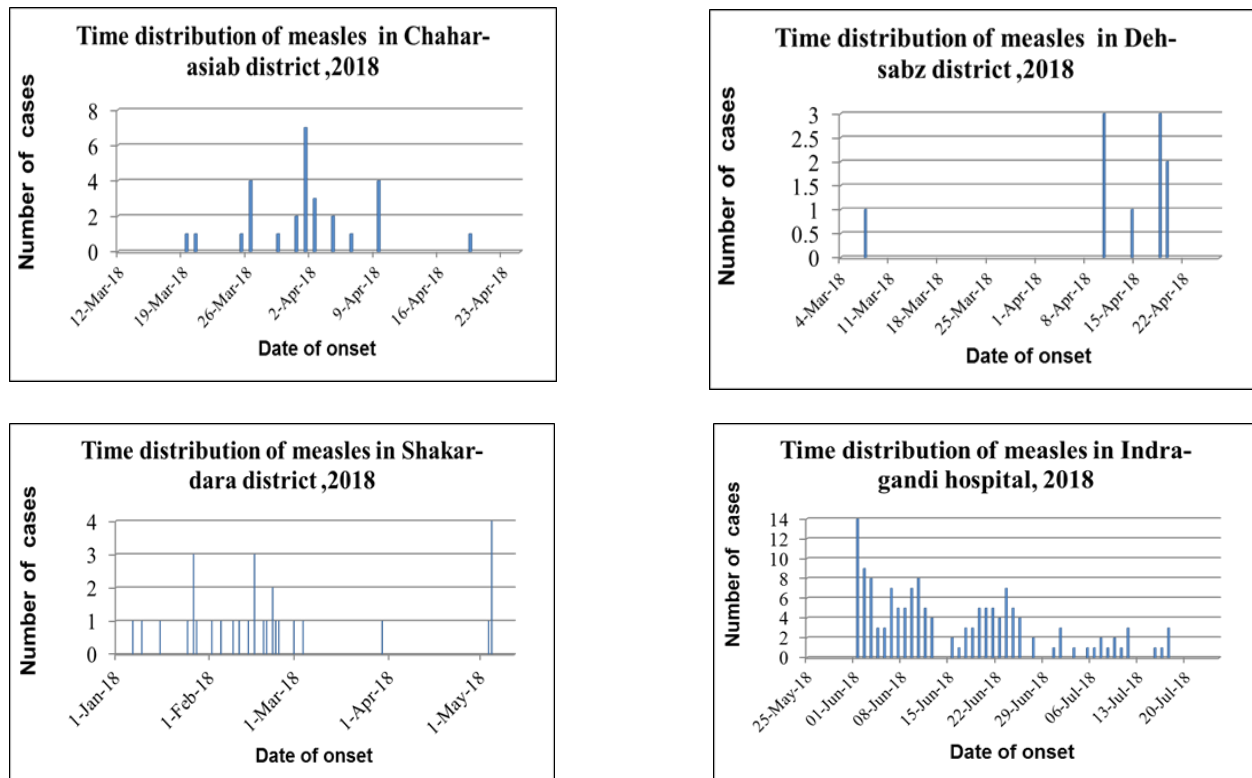 Time distribution of measles in Chahar-
asiab district ,2018
Number of cases
8
6
4
2
0
12-Mar-18
19-Mar-18
26-Mar-18
2-Apr-18
9-Apr-18
16-Apr-18
23-Apr-18
Date of onset
Time distribution of measles in Deh-
sabz district ,2018
Number of cases
3
2.5
2
1.5
1
0.5
0
4-Mar-18
11-Mar-18
18-Mar-18
25-Mar-18
1-Apr-18
8-Apr-18
15-Apr-18
22-Apr-18
Date of onset
Time distribution of measles in Shakar-
dara district ,2018
Number of cases
4
3
2
1
0
1-Jan-18
1-Feb-18
1-Mar-18
1-Apr-18
1-May-18
Date of onset
Time distribution of measles in Indra-
gandi hospital, 2018
Number of cases
14
12
10
8
6
4
2
0
25-May-18
01-Jun-18
08-Jun-18
15-Jun-18
22-Jun-18
29-Jun-18
06-Jul-18
13-Jul-18
20-Jul-18
Date of onset